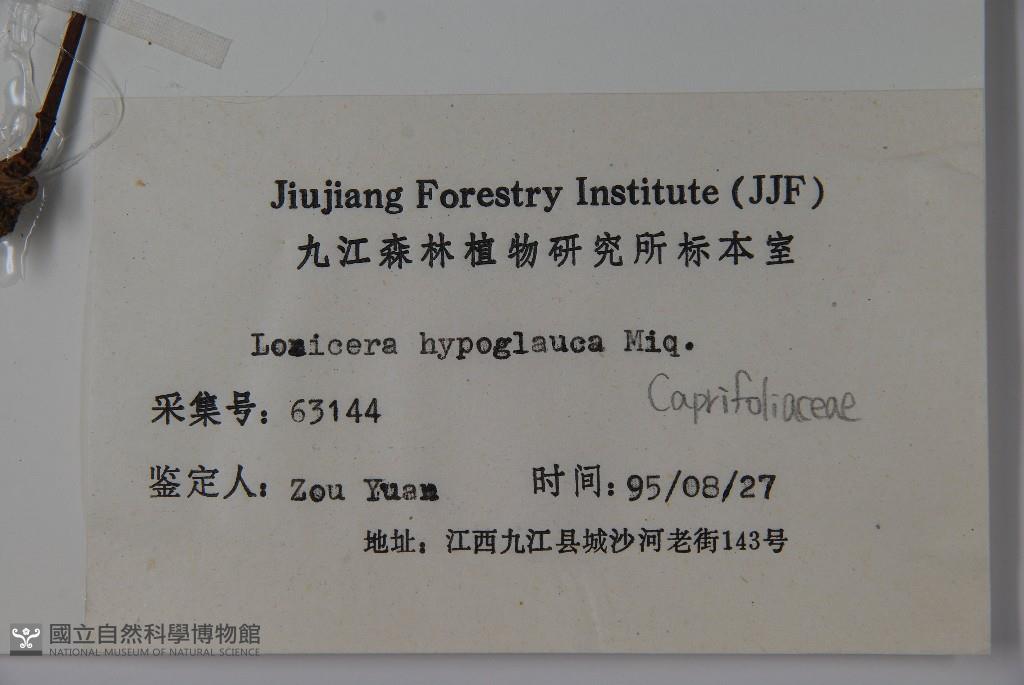 Jiujiang Forestry Institute (JJF)
九江森林植物研究所标本室
Lonicera hypoglauca Miq.
Caprifoliaceae
采集号: 63144
鉴定人: Zou Yuan 时间: 95/08/27
地址: 江西九江县城沙河老街143号
國立自然科學博物館
NATIONAL MUSEUM OF NATURAL SCIENCE